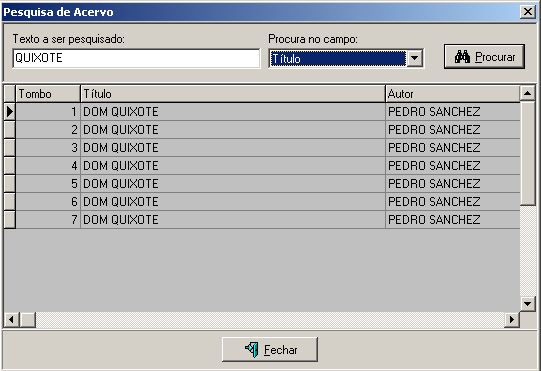 Pesquisa de Acervo
Texto a ser pesquisado: Procura no campo:
QUIXOTE Título Procurar
Tombo Título Autor
1 DOM QUIXOTE PEDRO SANCHEZ
2 DOM QUIXOTE PEDRO SANCHEZ
3 DOM QUIXOTE PEDRO SANCHEZ
4 DOM QUIXOTE PEDRO SANCHEZ
5 DOM QUIXOTE PEDRO SANCHEZ
6 DOM QUIXOTE PEDRO SANCHEZ
7 DOM QUIXOTE PEDRO SANCHEZ
Fechar